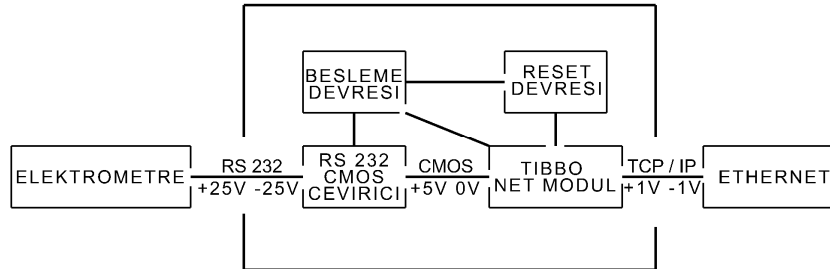 BESLEME
DEVRESI
RESET
DEVRESI
ELEKTROMETRE
RS 232
+25V -25V
RS 232
CMOS
CEVIRICI
CMOS
+5V 0V
TIBBO
NET MODUL
TCP / IP
+1V -1V
ETHERNET